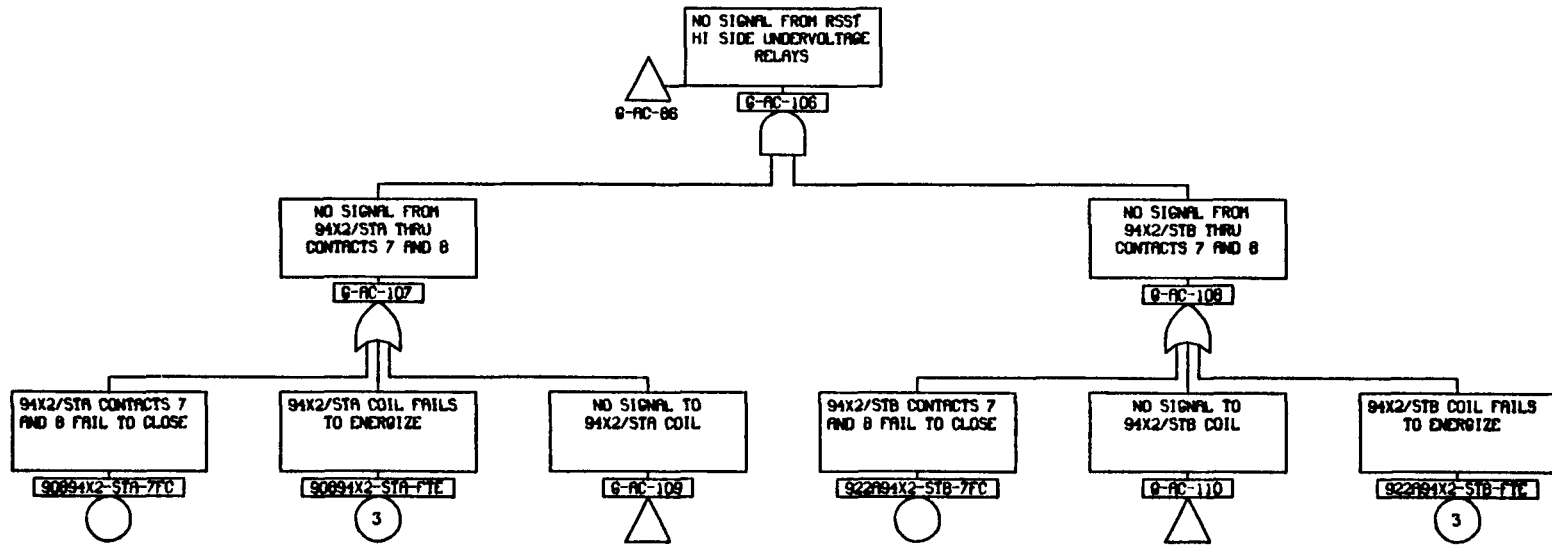 NO SIGNAL FROM RSST
HI SIDE UNDERVOLTAGE
RELAYS
G-AC-86
G-AC-106
NO SIGNAL FROM
94X2/STA THRU
CONTACTS 7 AND 8
G-AC-107
NO SIGNAL FROM
94X2/STB THRU
CONTACTS 7 AND 8
G-AC-108
94X2/STA CONTACTS 7
AND 8 FAIL TO CLOSE
90894X2-STA-7FC
94X2/STA COIL FAILS
TO ENERGIZE
90894X2-STA-FTE
3
NO SIGNAL TO
94X2/STA COIL
G-AC-109
94X2/STB CONTACTS 7
AND 8 FAIL TO CLOSE
922A94X2-STB-7FC
NO SIGNAL TO
94X2/STB COIL
G-AC-110
94X2/STB COIL FAILS
TO ENERGIZE
922A94X2-STB-FTE
3